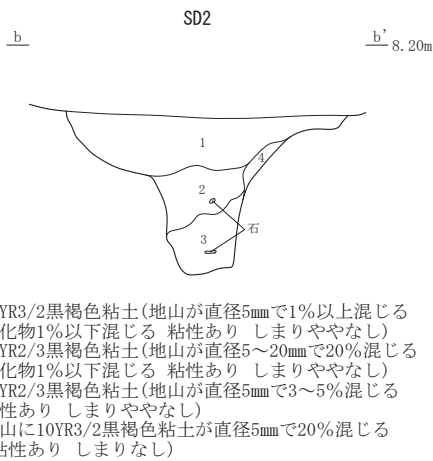 SD2
b
b'
8.20m
1
4
2
石
3
YR3/2黒褐色粘土(地山が直径5㎜で1%以上混じる
化物1%以下混じる 粘性あり しまりややなし)
YR2/3黒褐色粘土(地山が直径5～20㎜で20%混じる
化物1%以下混じる 粘性あり しまりややなし)
YR2/3黒褐色粘土(地山が直径5㎜で3～5%混じる
性あり しまりややなし)
山に10YR3/2黒褐色粘土が直径5㎜で20%混じる
粘性あり しまりなし)